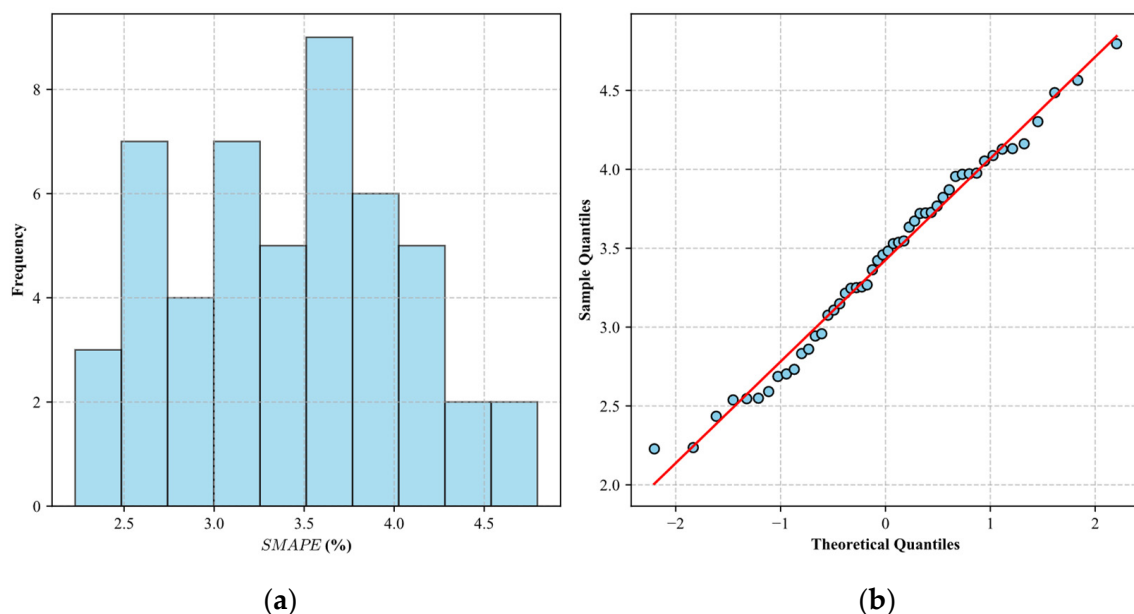 Frequency
8
6
4
2
0
2.5 3.0 3.5 4.0 4.5
SMAPE (%)
(a)
Sample Quantiles
4.5
4.0
3.5
3.0
2.5
2.0
−2 −1 0 1 2
Theoretical Quantiles
(b)